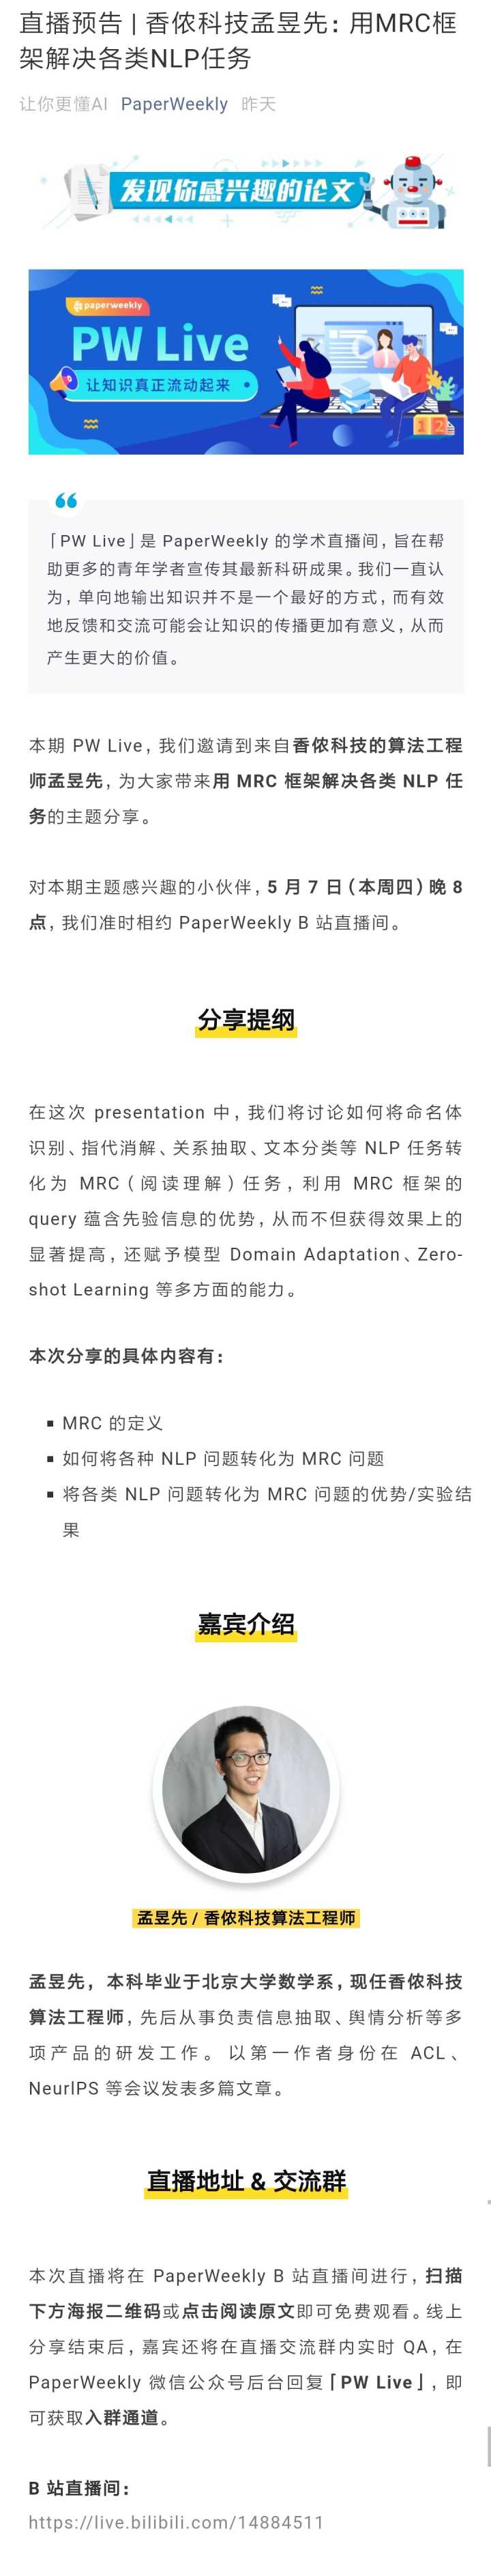 直播预告 | 香侬科技孟昱先：用MRC框
架解决各类NLP任务
让你更懂AI PaperWeekly 昨天
发现你感兴趣的论文
paperweekly
PW Live
让知识真正流动起来
12
「PW Live」是 PaperWeekly 的学术直播间，旨在帮
助更多的青年学者宣传其最新科研成果。我们一直认
为，单向地输出知识并不是一个最好的方式，而有效
地反馈和交流可能会让知识的传播更加有意义，从而
产生更大的价值。
本期 PW Live，我们邀请到来自香侬科技的算法工程
师孟昱先，为大家带来用 MRC 框架解决各类 NLP 任
务的主题分享。
对本期主题感兴趣的小伙伴，5 月 7 日（本周四）晚 8
点，我们准时相约 PaperWeekly B 站直播间。
分享提纲
在这次 presentation 中，我们将讨论如何将命名体
识别、指代消解、关系抽取、文本分类等 NLP 任务转
化为 MRC（阅读理解）任务，利用 MRC 框架的
query 蕴含先验信息的优势，从而不但获得效果上的
显著提高，还赋予模型 Domain Adaptation、Zero-
shot Learning 等多方面的能力。
本次分享的具体内容有：
▪ MRC 的定义
▪ 如何将各种 NLP 问题转化为 MRC 问题
▪ 将各类 NLP 问题转化为 MRC 问题的优势/实验结
果
嘉宾介绍
孟昱先 / 香侬科技算法工程师
孟昱先，本科毕业于北京大学数学系，现任香侬科技
算法工程师，先后从事负责信息抽取、舆情分析等多
项产品的研发工作。以第一作者身份在 ACL、
NeurIPS 等会议发表多篇文章。
直播地址 & 交流群
本次直播将在 PaperWeekly B 站直播间进行，扫描
下方海报二维码或点击阅读原文即可免费观看。线上
分享结束后，嘉宾还将在直播交流群内实时 QA，在
PaperWeekly 微信公众号后台回复「PW Live」，即
可获取入群通道。
B 站直播间：
https://live.bilibili.com/14884511